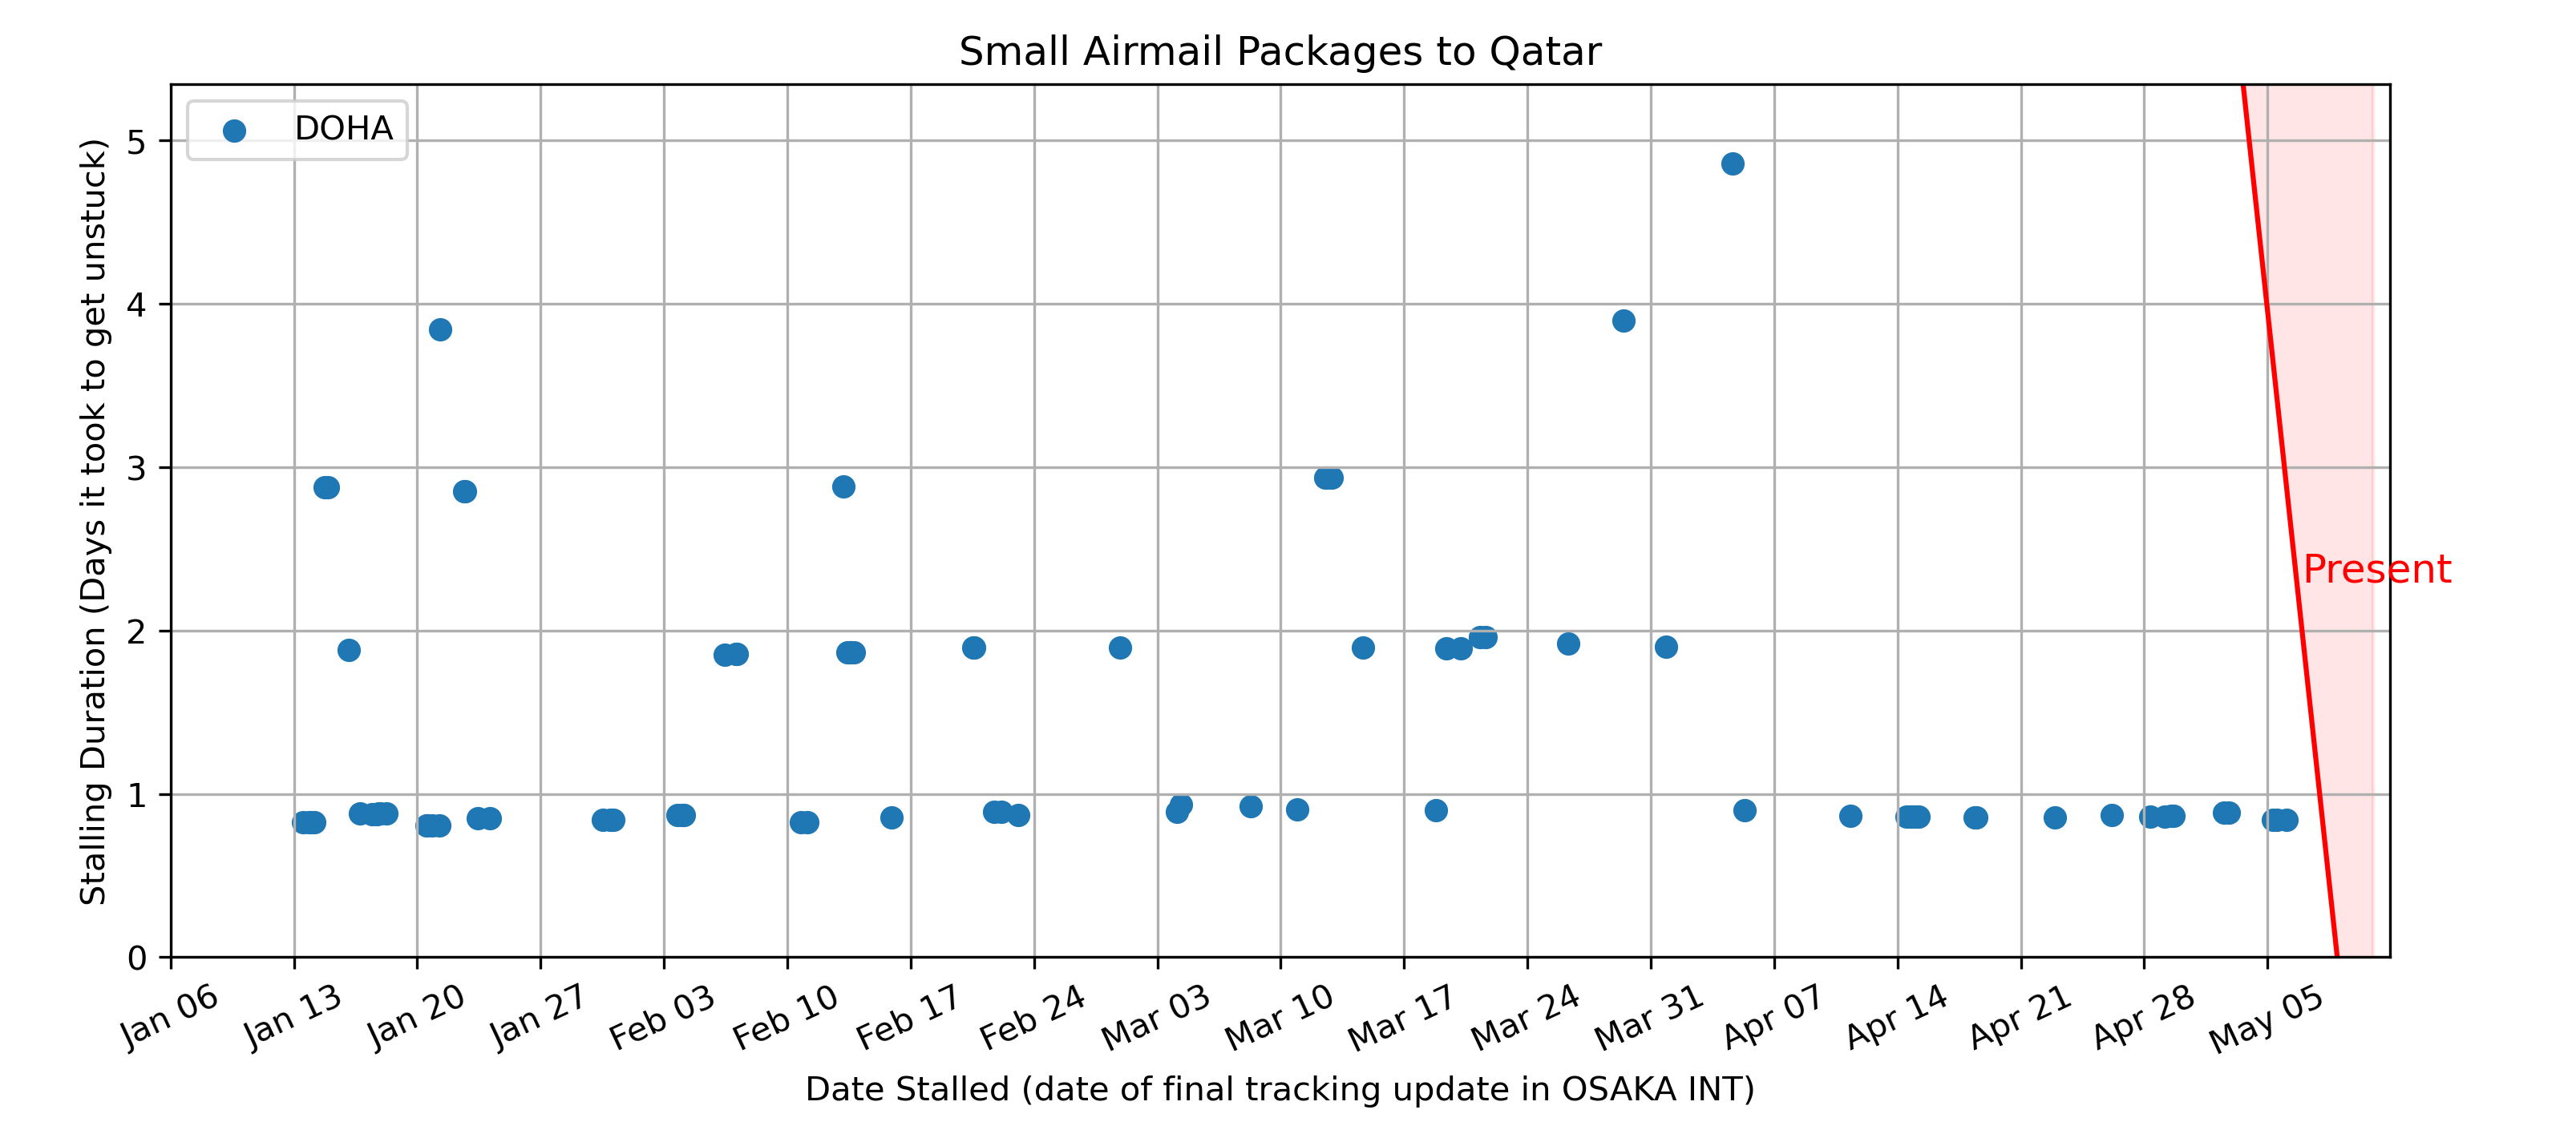 Small Airmail Packages to Qatar
DOHA
Stalling Duration (Days it took to get unstuck)
5
4
3
2
1
0
Present
Jan 06
Jan 13
Jan 20
Jan 27
Feb 03
Feb 10
Feb 17
Feb 24
Mar 03
Mar 10
Mar 17
Mar 24
Mar 31
Apr 07
Apr 14
Apr 21
Apr 28
May 05
Date Stalled (date of final tracking update in OSAKA INT)